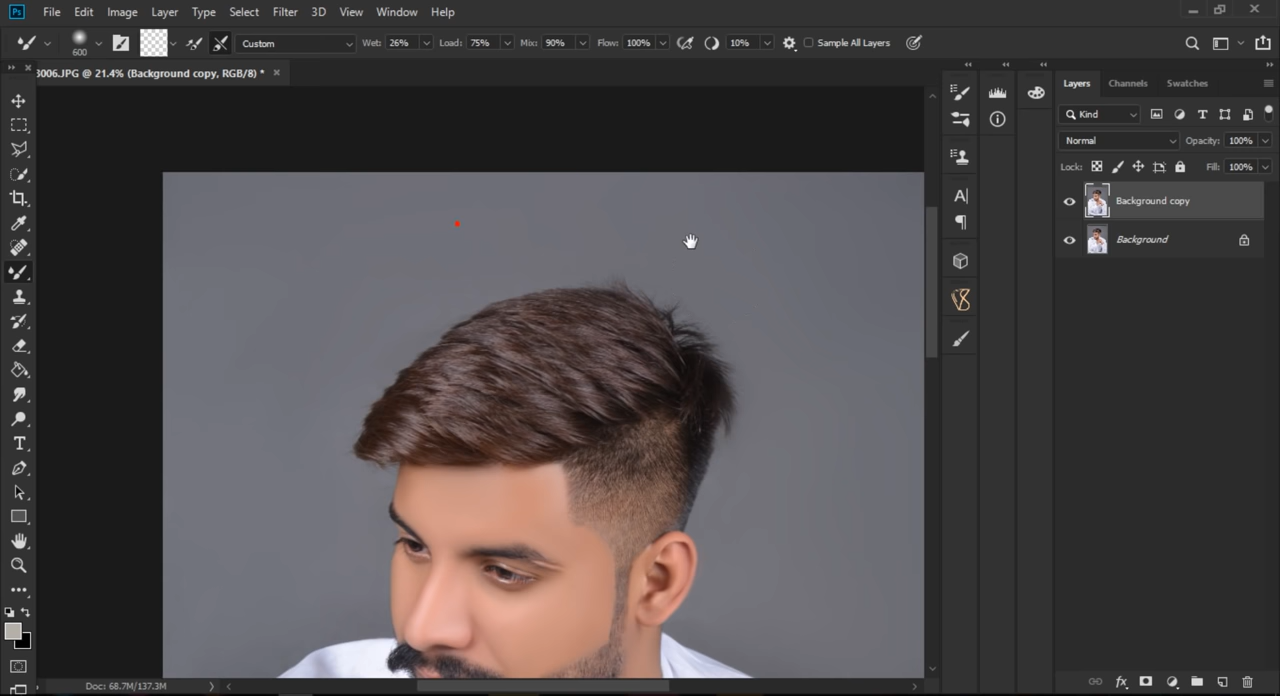 Ps File Edit Image Layer Type Select Filter 3D View Window Help
600 Custom Wet: 26% Load: 75% Mix: 90% Flow: 100% 10% Sample All Layers
3006.JPG @ 21.4% (Background copy, RGB/8) *
Layers Channels Swatches
Kind
Normal Opacity: 100%
Lock: Fill: 100%
Background copy
Background
Doc: 68.7M/137.3M